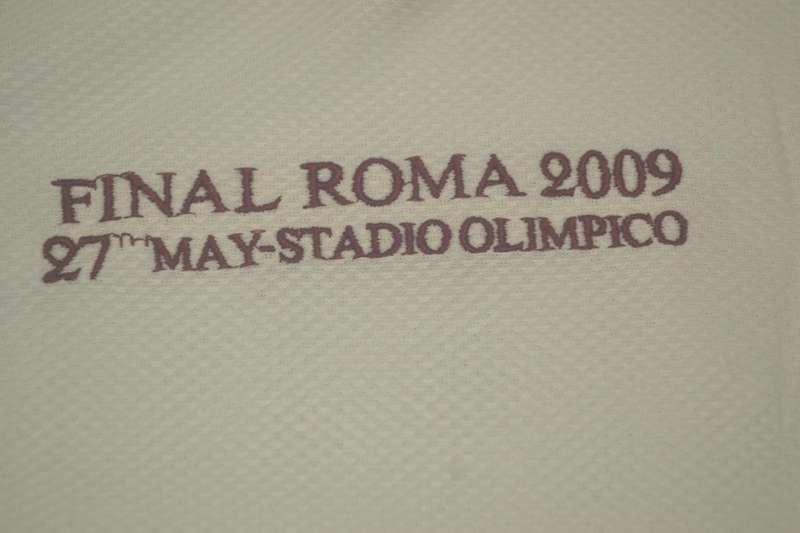 FINAL ROMA 2009
27TH MAY-STADIO OLIMPICO